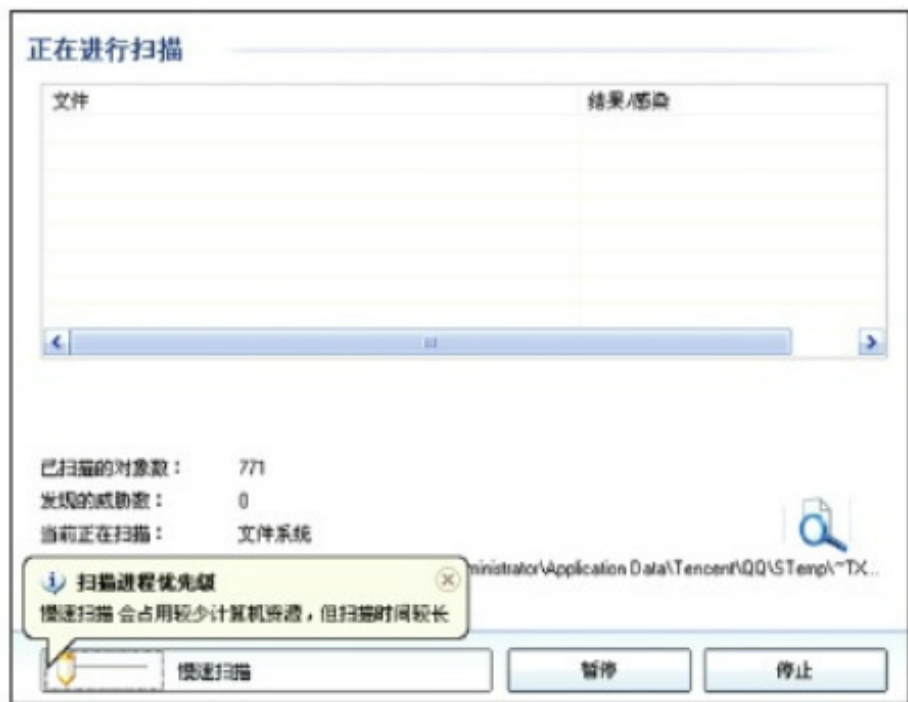 正在进行扫描
文件 结果/感染
已扫描的对象数： 771
发现的威胁数： 0
当前正在扫描： 文件系统
ministrator\Application Data\Tencent\QQ\STemp\~TX...
扫描进程优先级
慢速扫描 会占用较少计算机资源，但扫描时间较长
慢速扫描 暂停 停止